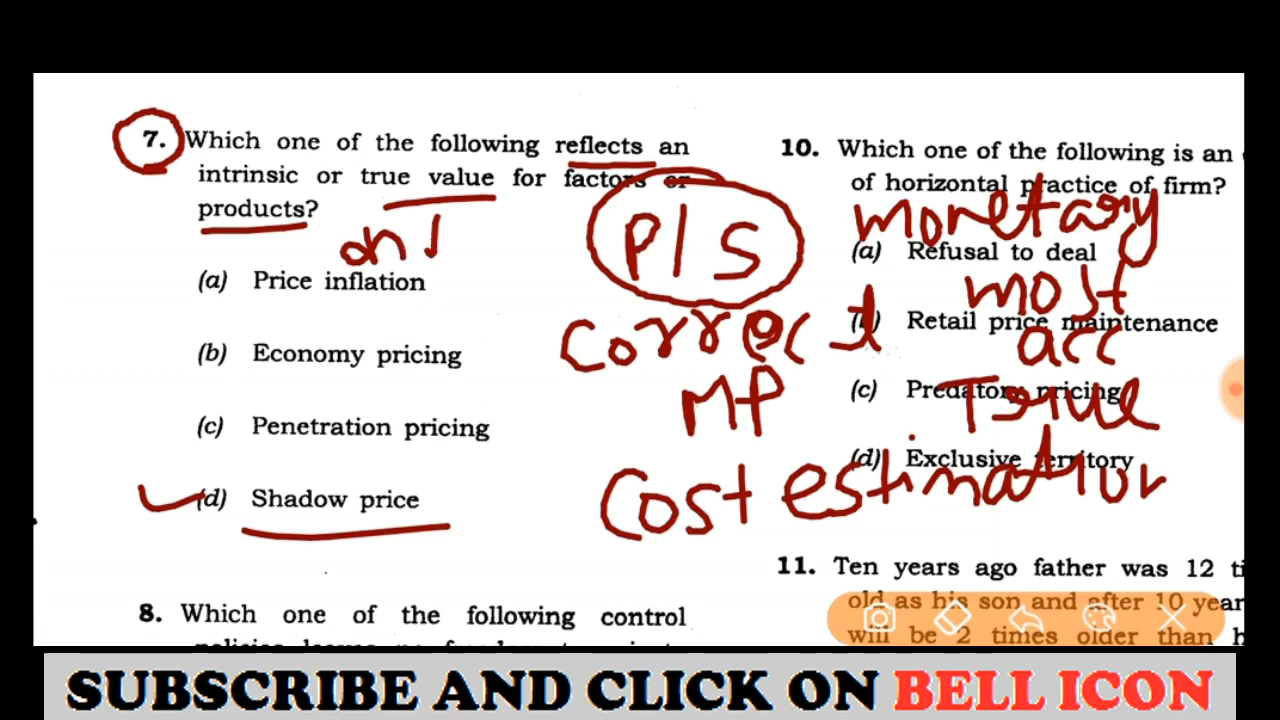 7. Which one of the following reflects an
intrinsic or true value for factors or
products?
(a) Price inflation
(b) Economy pricing
(c) Penetration pricing
(d) Shadow price
8. Which one of the following control
P/S
correct
MP
Cost estimation
10. Which one of the following is an
of horizontal practice of firm?
monetary
(a) Refusal to deal
most
(b) Retail price maintenance
acc
(c) Predatory pricing
True
(d) Exclusive territory
11. Ten years ago father was 12 ti
old as his son and after 10 year
will be 2 times older than h
SUBSCRIBE AND CLICK ON BELL ICON